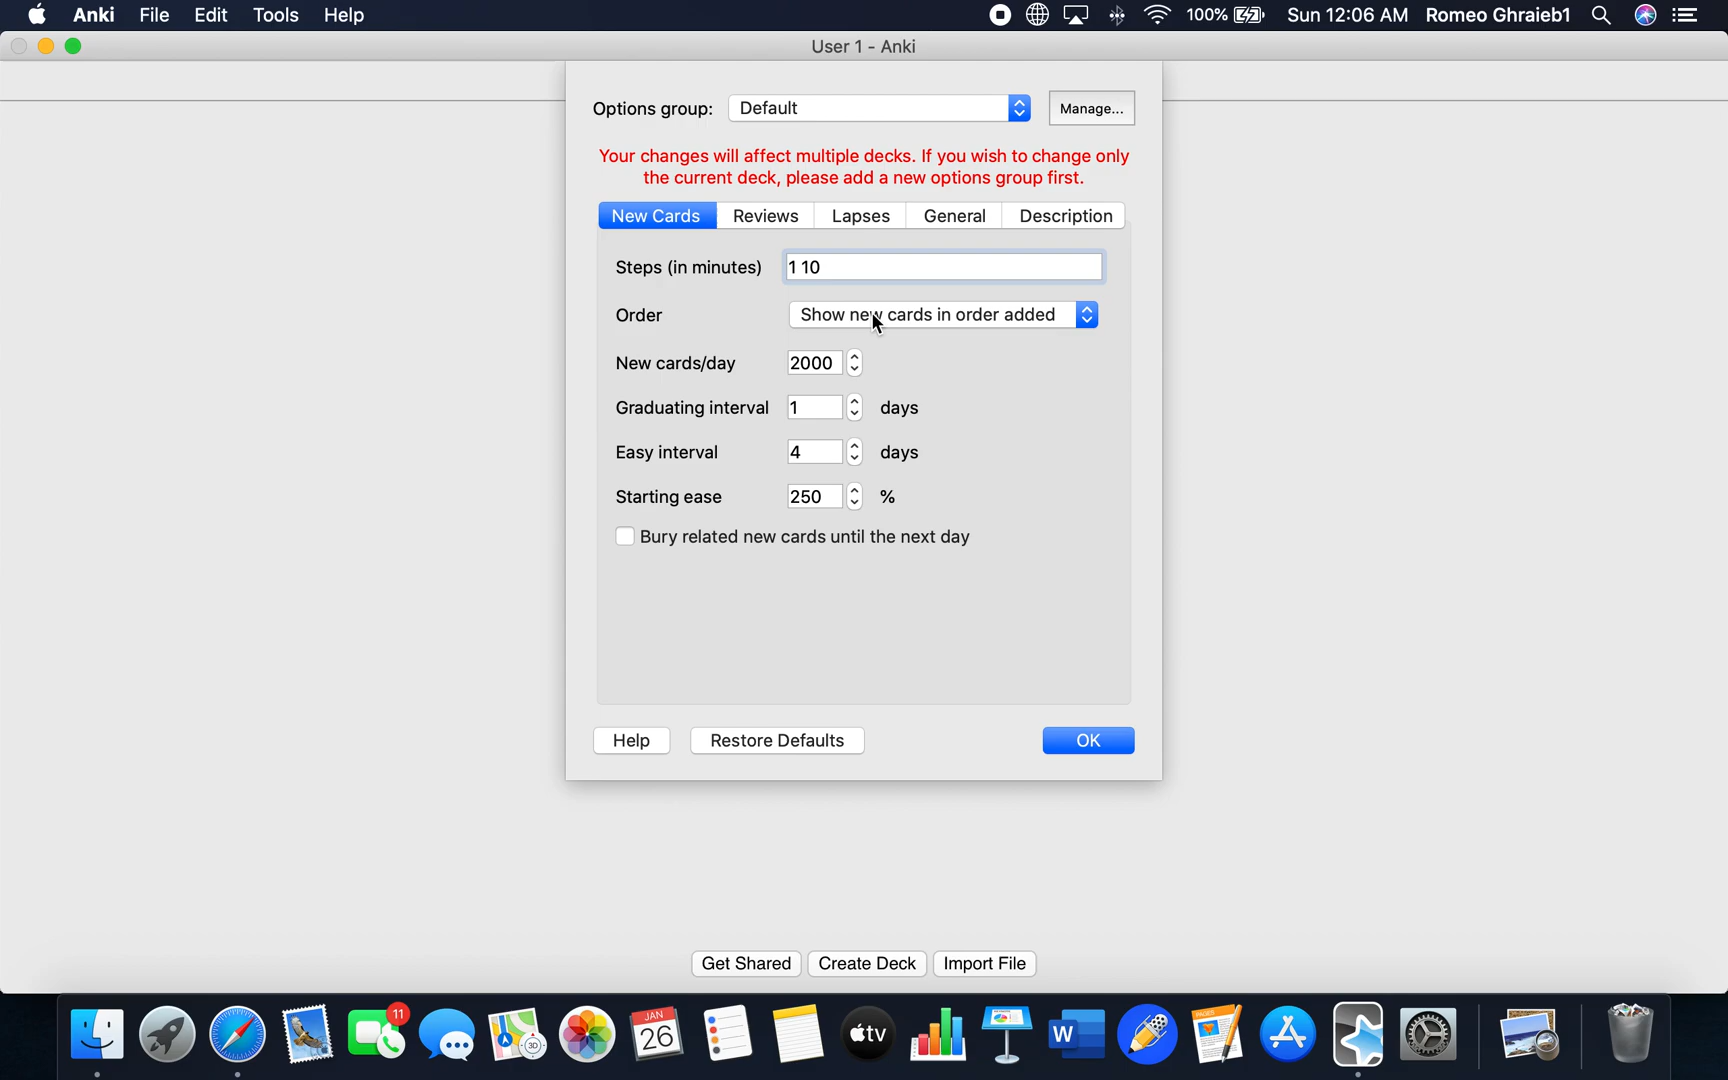 Anki File Edit Tools Help 100% Sun 12:06 AM Romeo Ghraieb1
User 1 - Anki
Options group: Default Manage...
Your changes will affect multiple decks. If you wish to change only
the current deck, please add a new options group first.
New Cards Reviews Lapses General Description
Steps (in minutes) 1 10
Order Show new cards in order added
New cards/day 2000
Graduating interval 1 days
Easy interval 4 days
Starting ease 250 %
Bury related new cards until the next day
Help Restore Defaults OK
Get Shared Create Deck Import File
11
3D
JAN
26
tv
W
PAGES